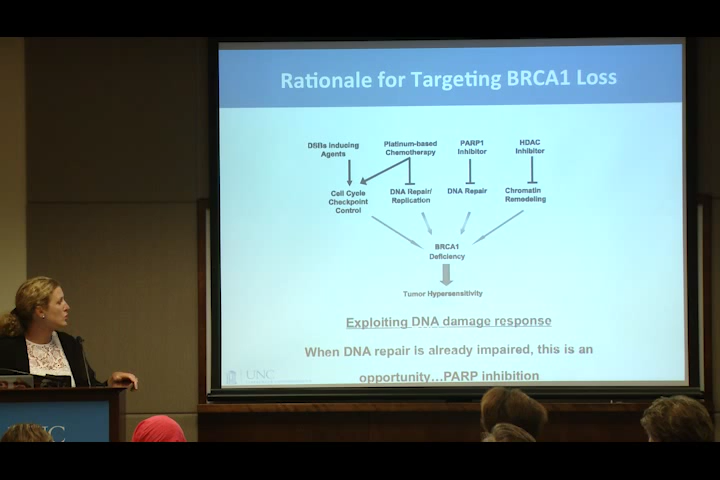 Rationale for Targeting BRCA1 Loss
DSBs inducing
Agents
Platinum-based
Chemotherapy
PARP1
Inhibitor
HDAC
Inhibitor
Cell Cycle
Checkpoint
Control
DNA Repair/
Replication
DNA Repair
Chromatin
Remodeling
BRCA1
Deficiency
Tumor Hypersensitivity
Exploiting DNA damage response
When DNA repair is already impaired, this is an
opportunity...PARP inhibition
UNC
UNC